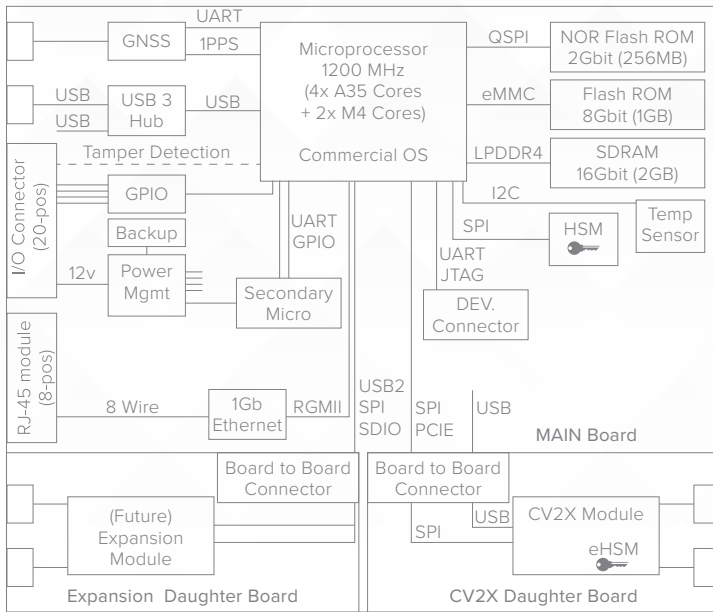 UART
GNSS
1PPS
Microprocessor
1200 MHz
(4x A35 Cores
+ 2x M4 Cores)
Commercial OS
QSPI
NOR Flash ROM
2Gbit (256MB)
USB
USB
USB 3
Hub
USB
eMMC
Flash ROM
8Gbit (1GB)
Tamper Detection
LPDDR4
SDRAM
16Gbit (2GB)
I/O Connector
(20-pos)
GPIO
I2C
Backup
UART
GPIO
SPI
HSM
Temp
Sensor
12v
Power
Mgmt
UART
JTAG
Secondary
Micro
DEV.
Connector
RJ-45 module
(8-pos)
8 Wire
1Gb
Ethernet
RGMII
USB2
SPI
SDIO
SPI
PCIE
USB
MAIN Board
Board to Board
Connector
Board to Board
Connector
(Future)
Expansion
Module
USB
SPI
CV2X Module
eHSM
Expansion Daughter Board
CV2X Daughter Board